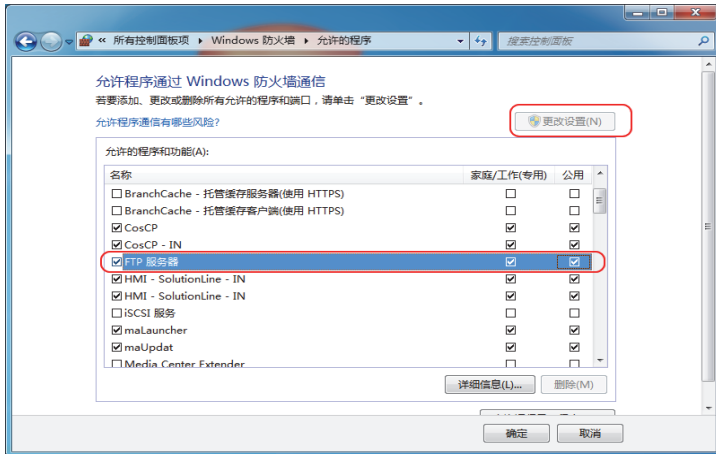 « 所有控制面板项 ▸ Windows 防火墙 ▸ 允许的程序
搜索控制面板
允许程序通过 Windows 防火墙通信
若要添加、更改或删除所有允许的程序和端口，请单击“更改设置”。
允许程序通信有哪些风险?
更改设置(N)
允许的程序和功能(A):
名称 家庭/工作(专用) 公用
BranchCache - 托管缓存服务器(使用 HTTPS)
BranchCache - 托管缓存客户端(使用 HTTPS)
CosCP
CosCP - IN
FTP 服务器
HMI - SolutionLine - IN
HMI - SolutionLine - IN
iSCSI 服务
maLauncher
maUpdat
Media Center Extender
详细信息(L)... 删除(M)
确定 取消